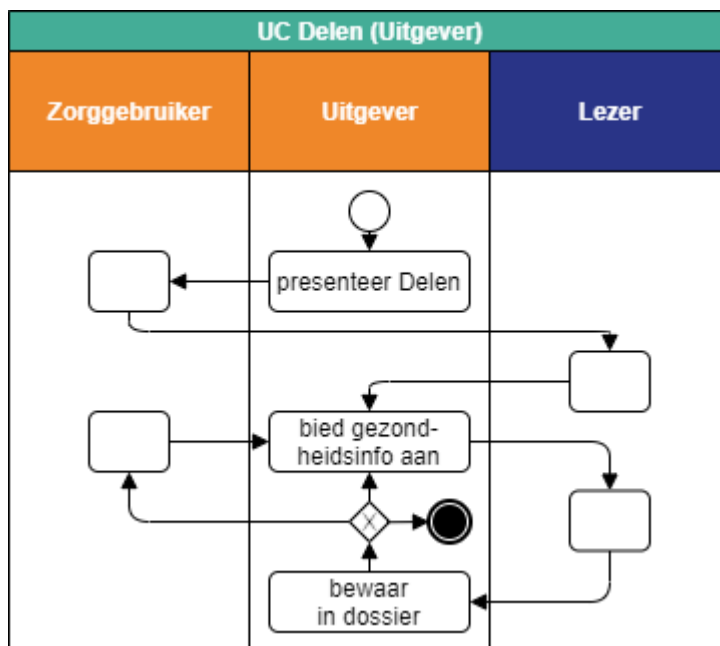 UC Delen (Uitgever)
Zorggebruiker
Uitgever
Lezer
presenteer Delen
bied gezond-
heidsinfo aan
X
bewaar
in dossier